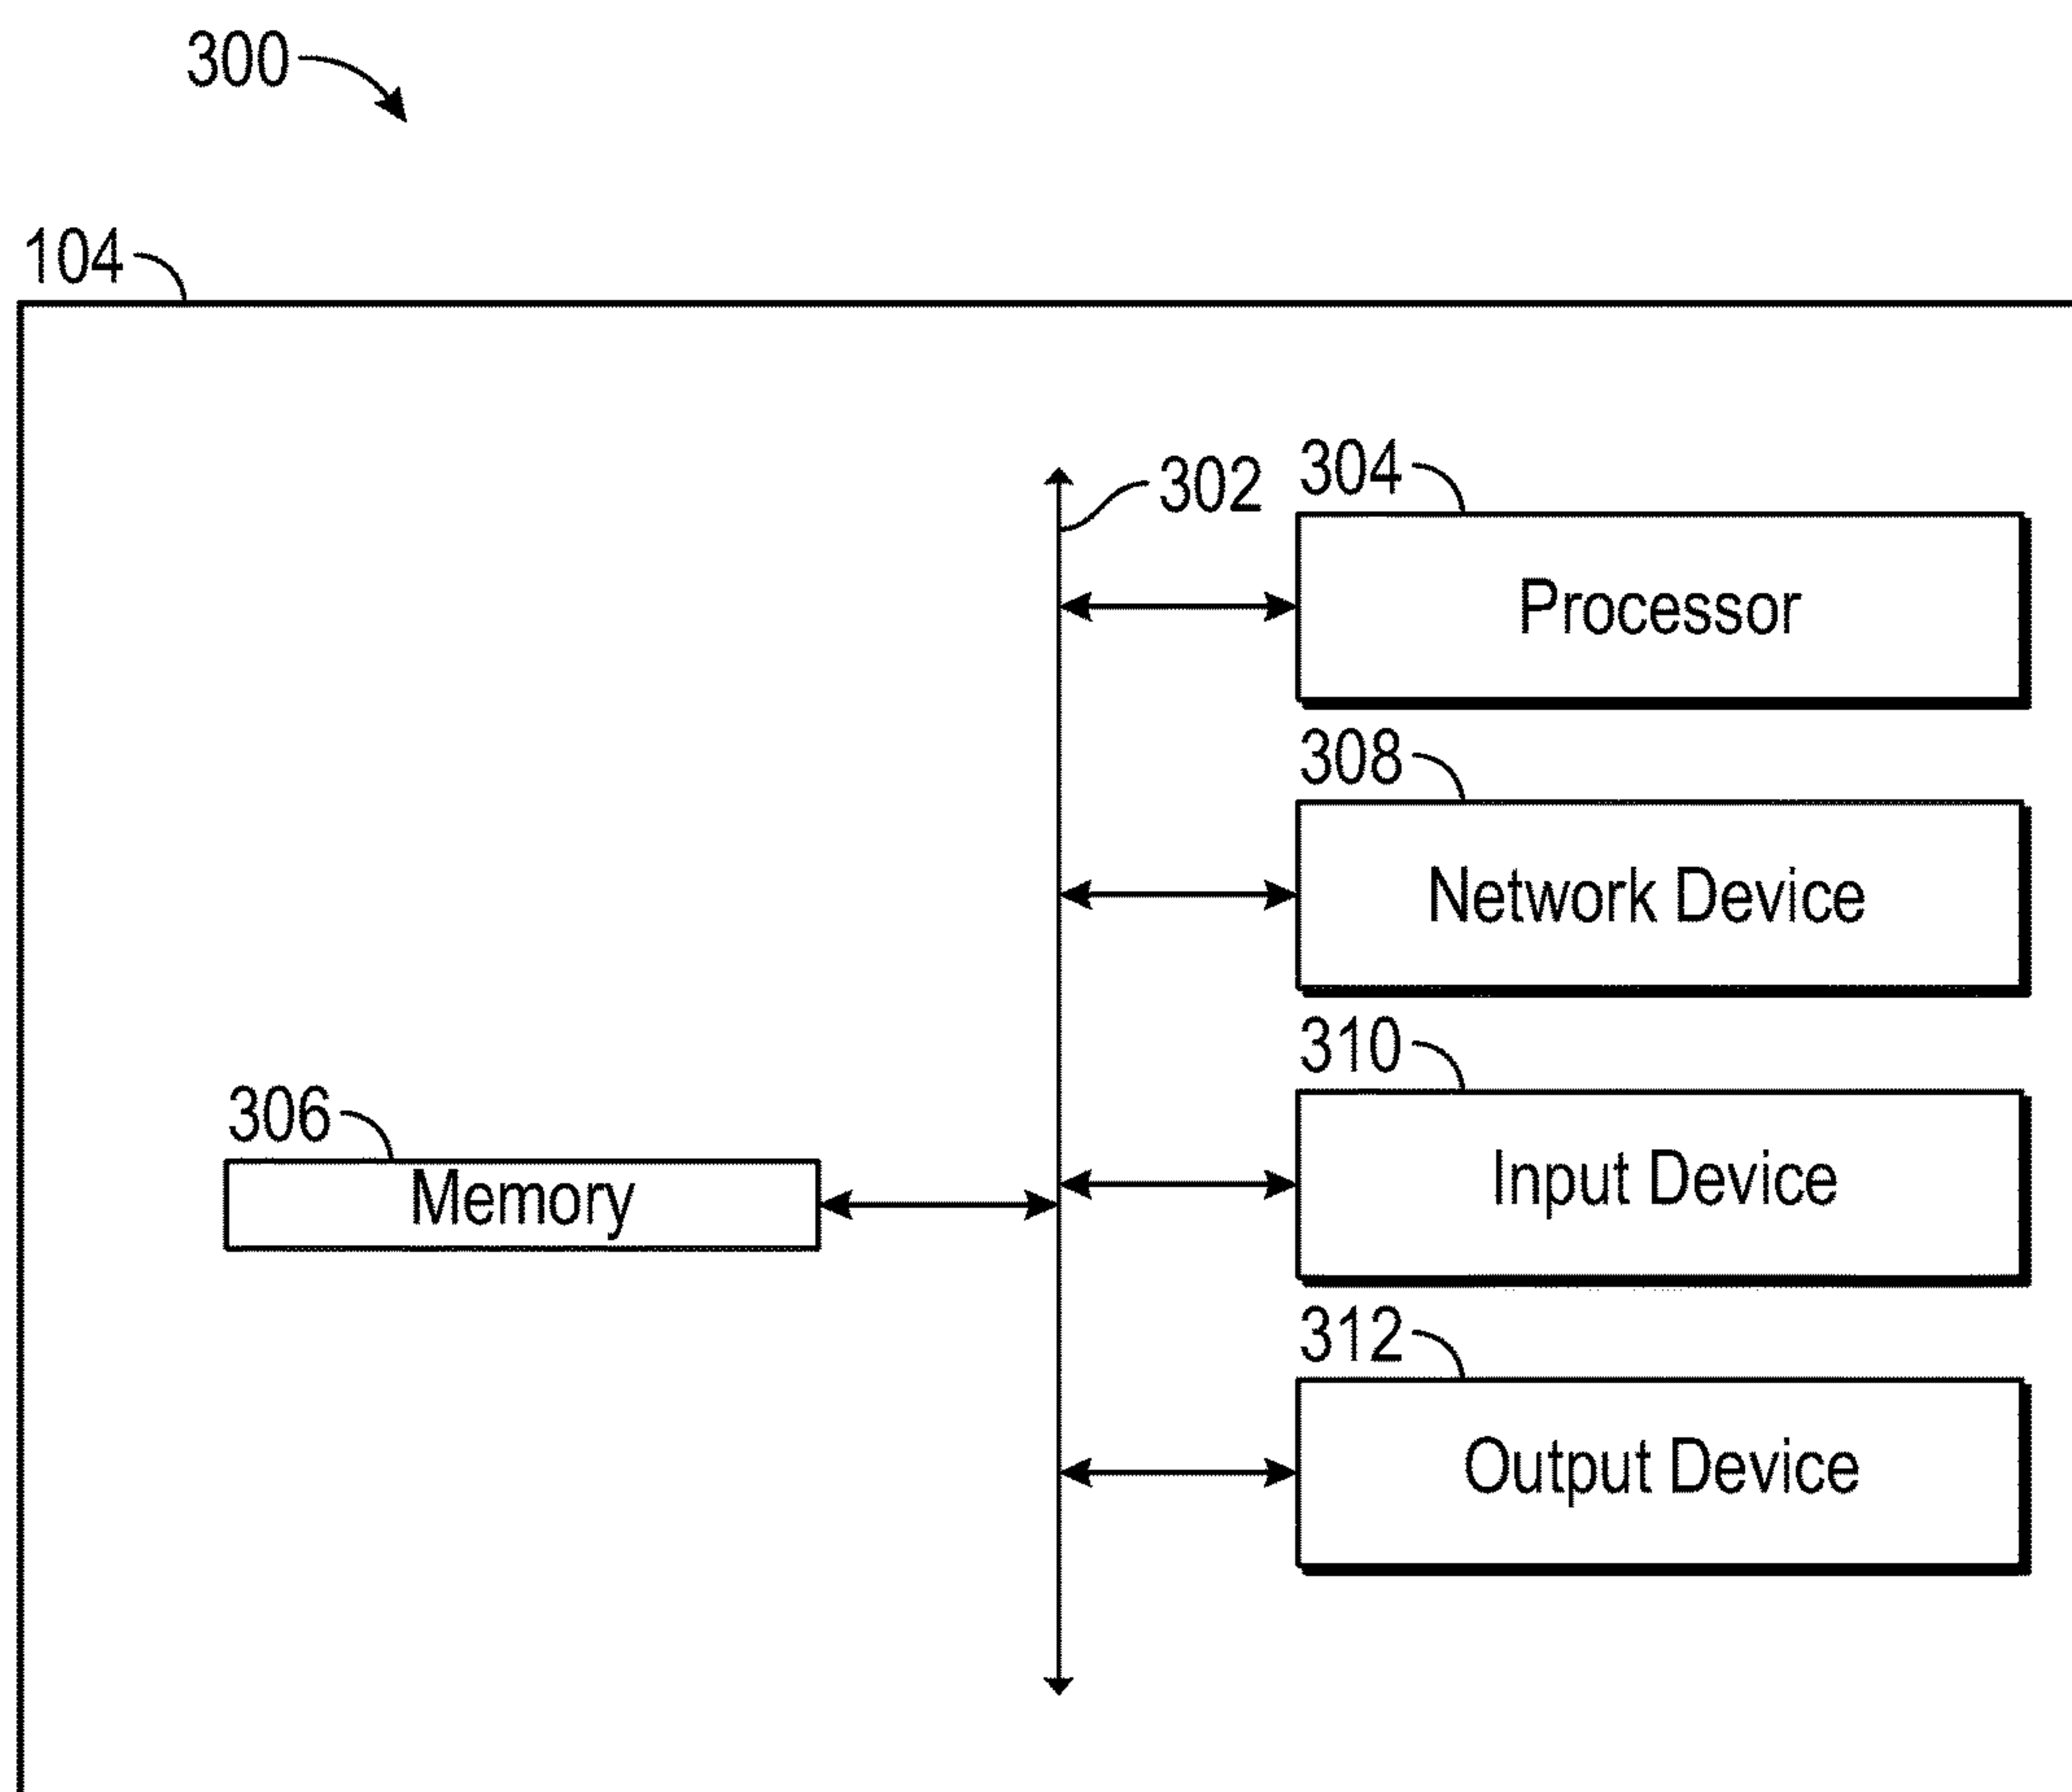 300
104
302
304
Processor
308
Network Device
310
306
Memory
Input Device
312
Output Device